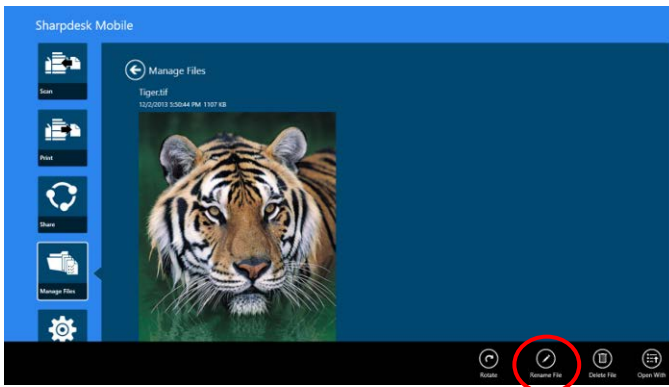 Sharpdesk Mobile
Scan
Print
Share
Manage Files
Manage Files
Tiger.tif
12/2/2013 5:50:44 PM 1107 KB
Rotate
Rename File
Delete File
Open With